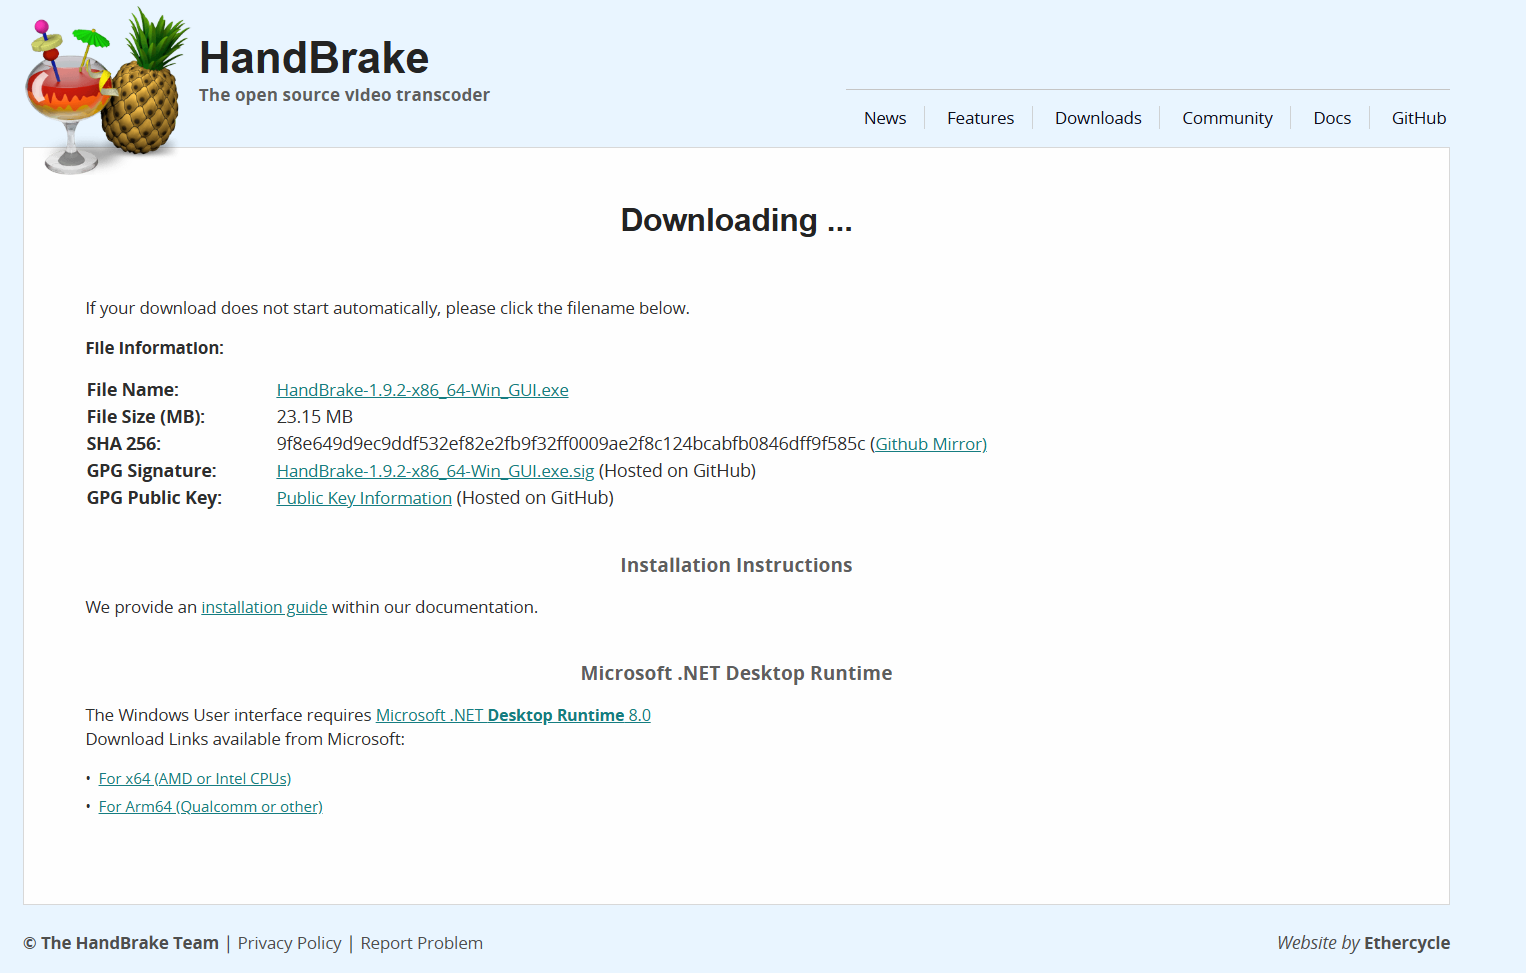 HandBrake
The open source video transcoder
News
Features
Downloads
Community
Docs
GitHub
Downloading ...
If your download does not start automatically, please click the filename below.
File Information:
File Name: HandBrake-1.9.2-x86_64-Win_GUI.exe
File Size (MB): 23.15 MB
SHA 256: 9f8e649d9ec9ddf532ef82e2fb9f32ff0009ae2f8c124bcabfb0846dff9f585c (Github Mirror)
GPG Signature: HandBrake-1.9.2-x86_64-Win_GUI.exe.sig (Hosted on GitHub)
GPG Public Key: Public Key Information (Hosted on GitHub)
Installation Instructions
We provide an installation guide within our documentation.
Microsoft .NET Desktop Runtime
The Windows User interface requires Microsoft .NET Desktop Runtime 8.0
Download Links available from Microsoft:
• For x64 (AMD or Intel CPUs)
• For Arm64 (Qualcomm or other)
© The HandBrake Team | Privacy Policy | Report Problem
Website by Ethercycle